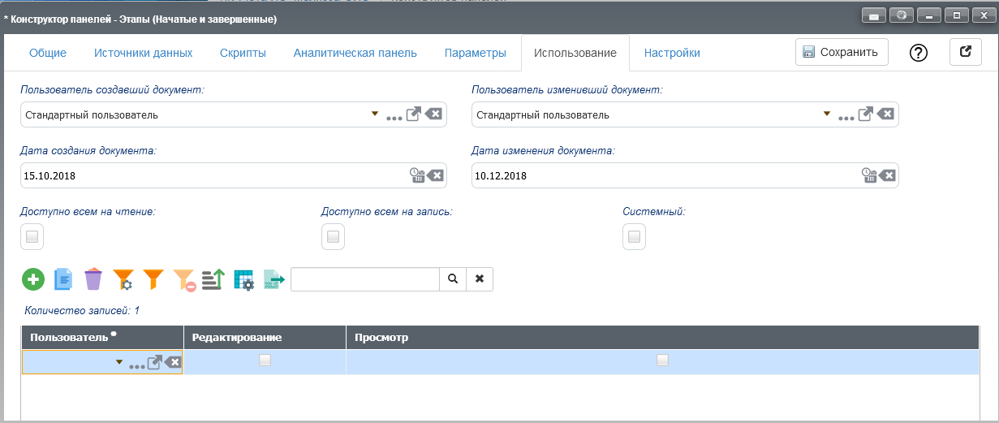 * Конструктор панелей - Этапы (Начатые и завершенные)
Общие Источники данных Скрипты Аналитическая панель Параметры Использование Настройки Сохранить
Пользователь создавший документ: Пользователь изменивший документ:
Стандартный пользователь Стандартный пользователь
Дата создания документа: Дата изменения документа:
15.10.2018 10.12.2018
Доступно всем на чтение: Доступно всем на запись: Системный:
Количество записей: 1
Пользователь Редактирование Просмотр